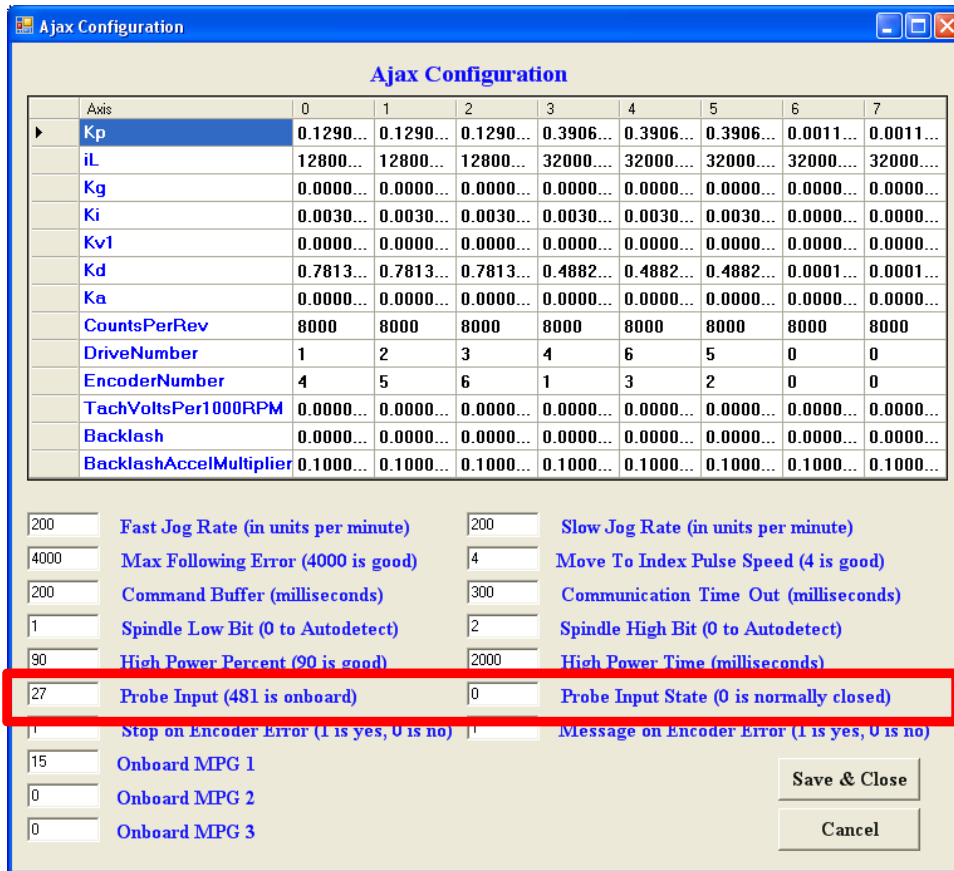 Ajax Configuration
Ajax Configuration
Axis 0 1 2 3 4 5 6 7
Kp 0.1290... 0.1290... 0.1290... 0.3906... 0.3906... 0.3906... 0.0011... 0.0011...
iL 12800... 12800... 12800... 32000... 32000.... 32000.... 32000.... 32000....
Kg 0.0000... 0.0000... 0.0000... 0.0000... 0.0000... 0.0000... 0.0000... 0.0000...
Ki 0.0030... 0.0030... 0.0030... 0.0030... 0.0030... 0.0030... 0.0000... 0.0000...
Kv1 0.0000... 0.0000... 0.0000... 0.0000... 0.0000... 0.0000... 0.0000... 0.0000...
Kd 0.7813... 0.7813... 0.7813... 0.4882... 0.4882... 0.4882... 0.0001... 0.0001...
Ka 0.0000... 0.0000... 0.0000... 0.0000... 0.0000... 0.0000... 0.0000... 0.0000...
CountsPerRev 8000 8000 8000 8000 8000 8000 8000 8000
DriveNumber 1 2 3 4 6 5 0 0
EncoderNumber 4 5 6 1 3 2 0 0
TachVoltsPer1000RPM 0.0000... 0.0000... 0.0000... 0.0000... 0.0000... 0.0000... 0.0000... 0.0000...
Backlash 0.0000... 0.0000... 0.0000... 0.0000... 0.0000... 0.0000... 0.0000... 0.0000...
BacklashAccelMultiplier 0.1000... 0.1000... 0.1000... 0.1000... 0.1000... 0.1000... 0.1000... 0.1000...
200 Fast Jog Rate (in units per minute) 200 Slow Jog Rate (in units per minute)
4000 Max Following Error (4000 is good) 4 Move To Index Pulse Speed (4 is good)
200 Command Buffer (milliseconds) 300 Communication Time Out (milliseconds)
1 Spindle Low Bit (0 to Autodetect) 2 Spindle High Bit (0 to Autodetect)
90 High Power Percent (90 is good) 2000 High Power Time (milliseconds)
27 Probe Input (481 is onboard) 0 Probe Input State (0 is normally closed)
1 Stop on Encoder Error (1 is yes, 0 is no) 1 Message on Encoder Error (1 is yes, 0 is no)
15 Onboard MPG 1
Save & Close
0 Onboard MPG 2
0 Onboard MPG 3
Cancel